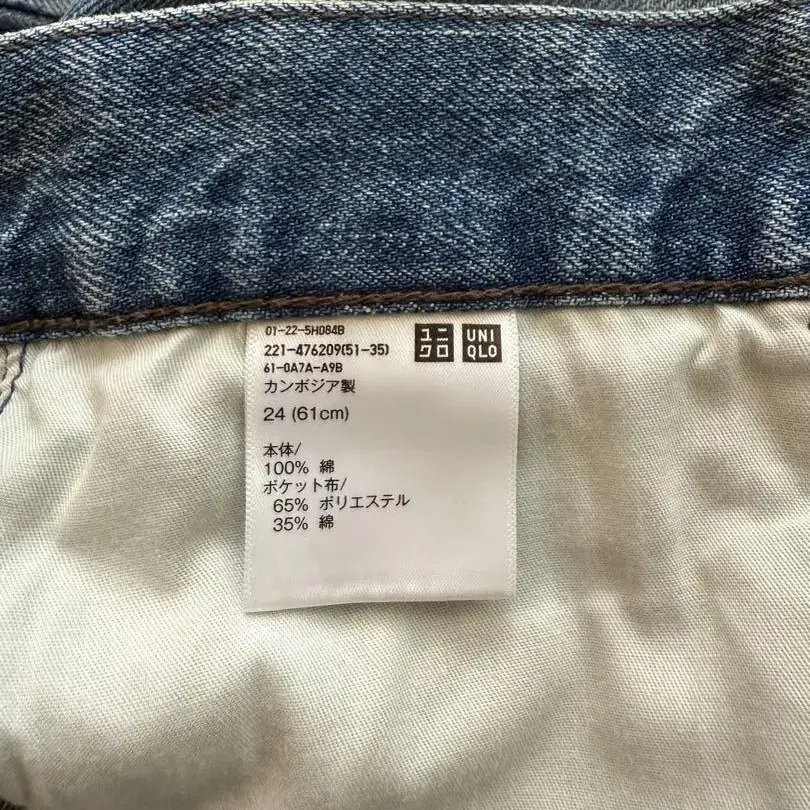 01-22-5H084B
221-476209(51-35)
61-0A7A-A9B
カンボジア製
24 (61cm)
本体/
100% 綿
ポケット布/
65% ポリエステル
35% 綿
ユニ
クロ
UNI
QLO